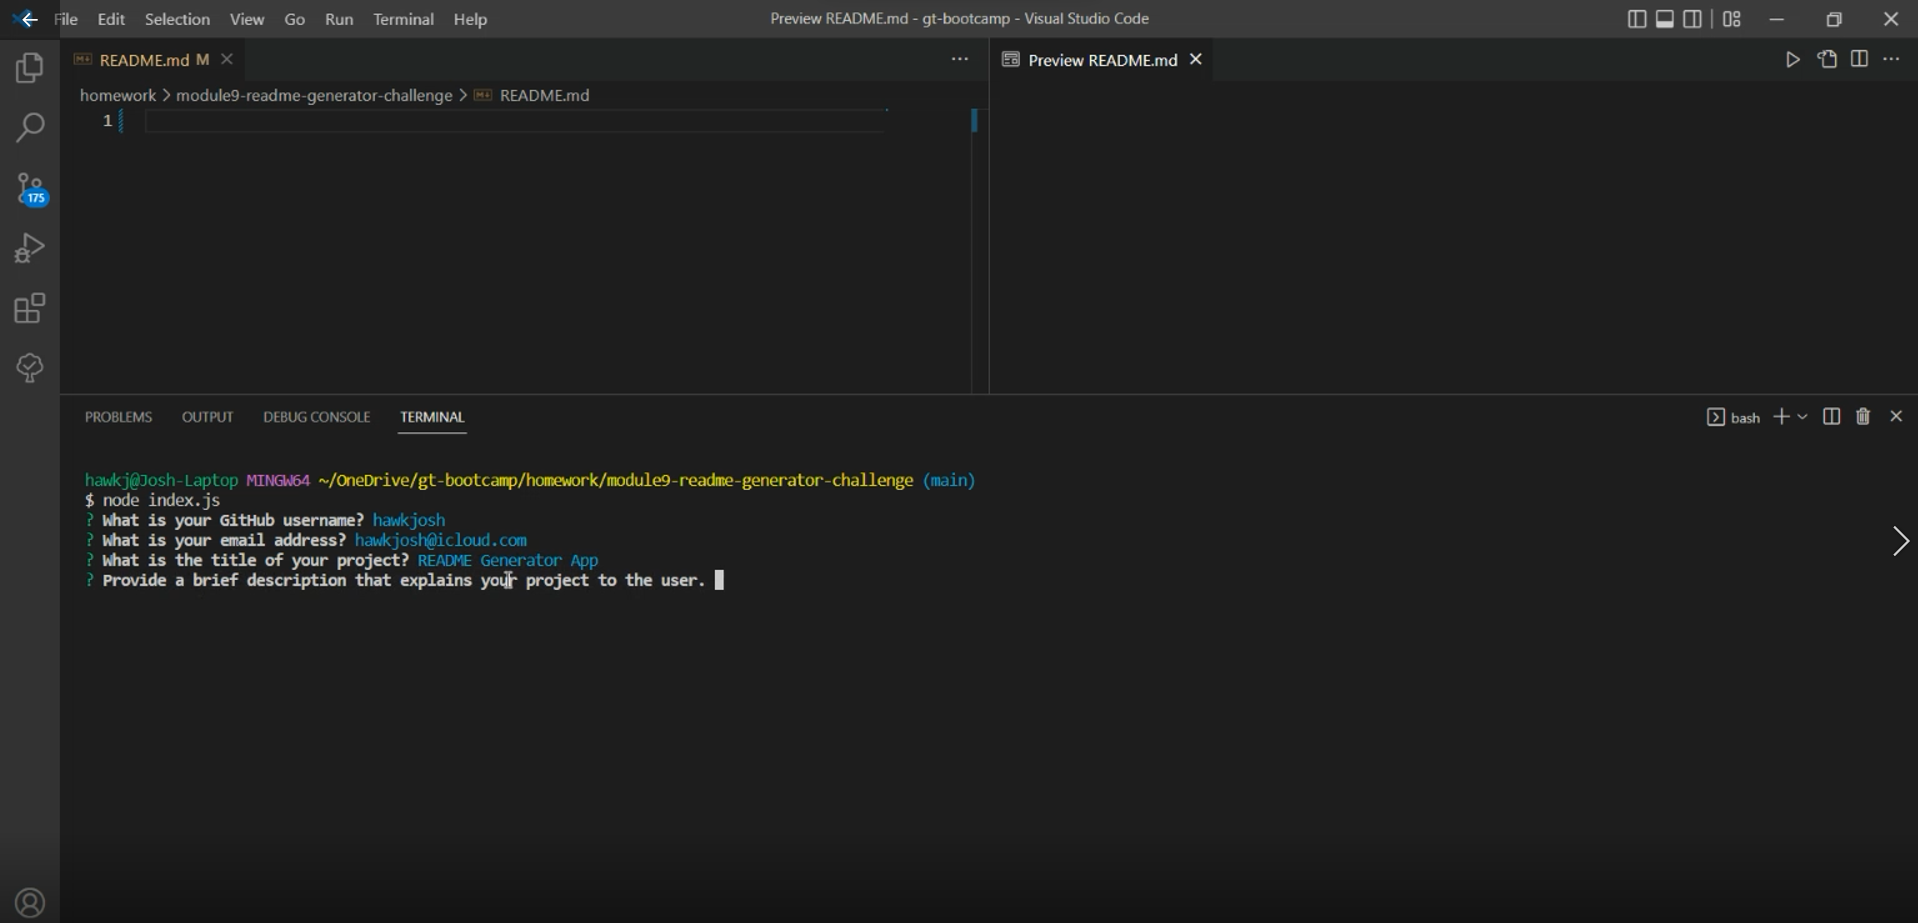 File Edit Selection View Go Run Terminal Help Preview README.md - gt-bootcamp - Visual Studio Code
README.md M
Preview README.md
homework > module9-readme-generator-challenge > README.md
1
175
PROBLEMS OUTPUT DEBUG CONSOLE TERMINAL
bash
hawkj@Josh-Laptop MINGW64 ~/OneDrive/gt-bootcamp/homework/module9-readme-generator-challenge (main)
$ node index.js
? What is your GitHub username? hawkjosh
? What is your email address? hawkjosh@icloud.com
? What is the title of your project? README Generator App
? Provide a brief description that explains your project to the user.